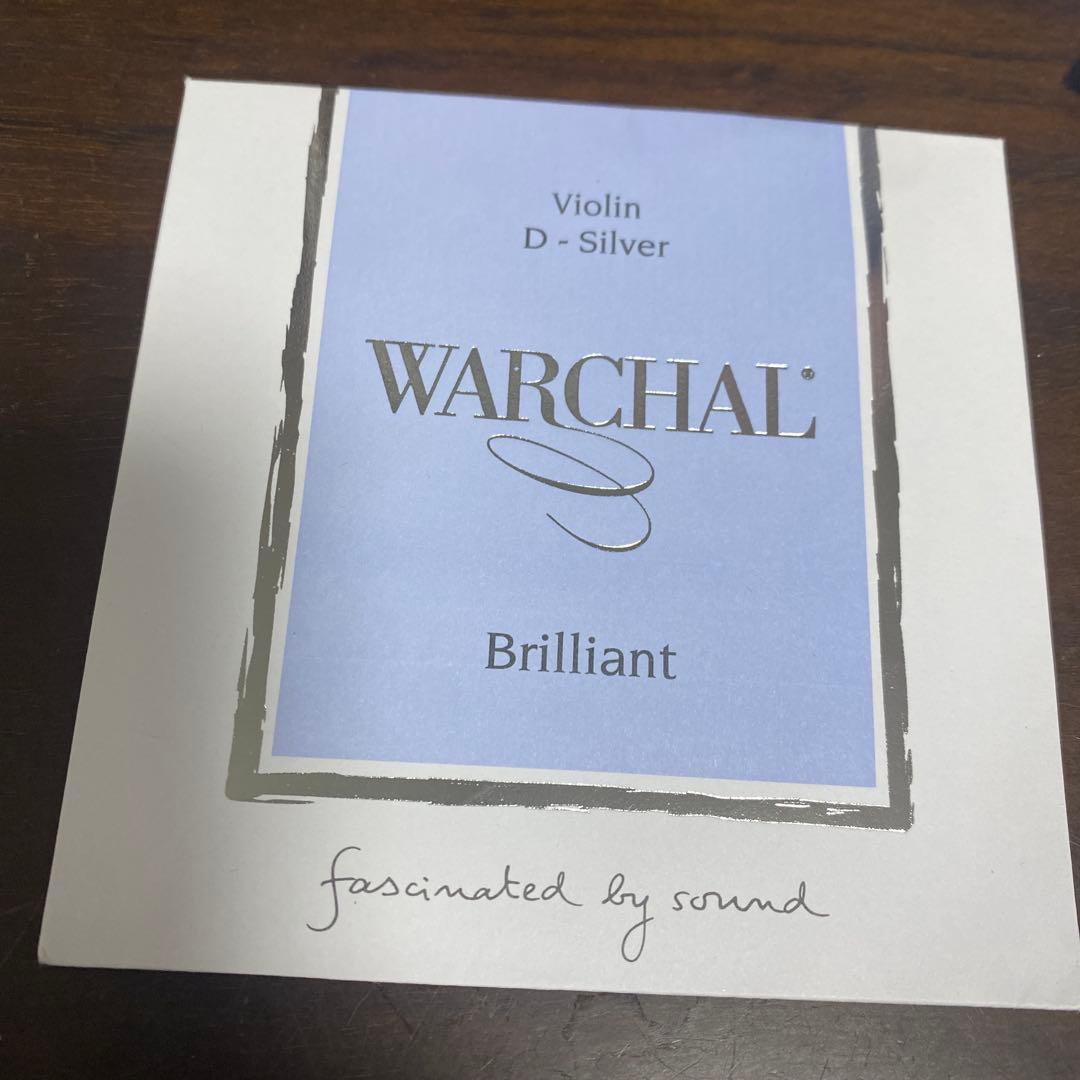 Violin
D - Silver
WARCHAL®
Brilliant
fascinated by sound